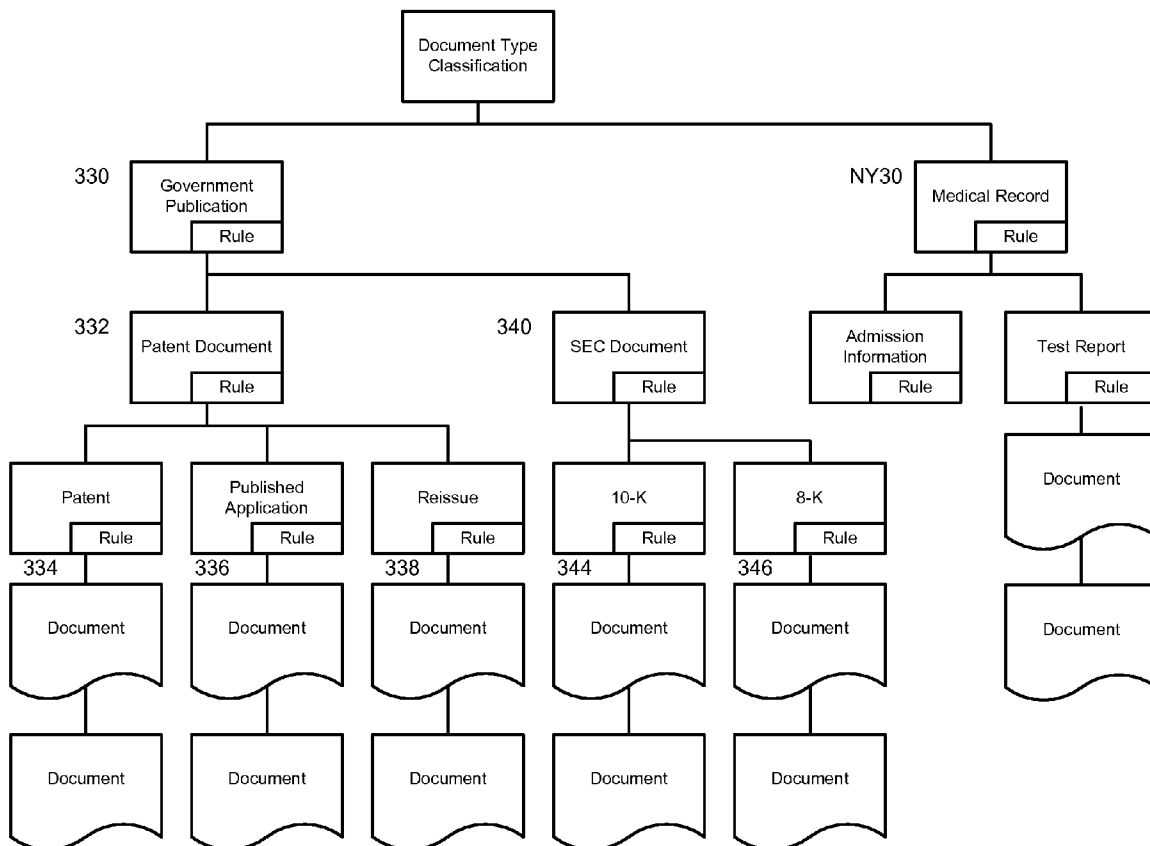 Document Type
Classification
330
Government
Publication
Rule
NY30
Medical Record
Rule
332
Patent Document
Rule
340
SEC Document
Rule
Admission
Information
Rule
Test Report
Rule
Patent
Rule
Published
Application
Rule
Reissue
Rule
10-K
Rule
8-K
Rule
Document
334
336
338
344
346
Document
Document
Document
Document
Document
Document
Document
Document
Document
Document
Document